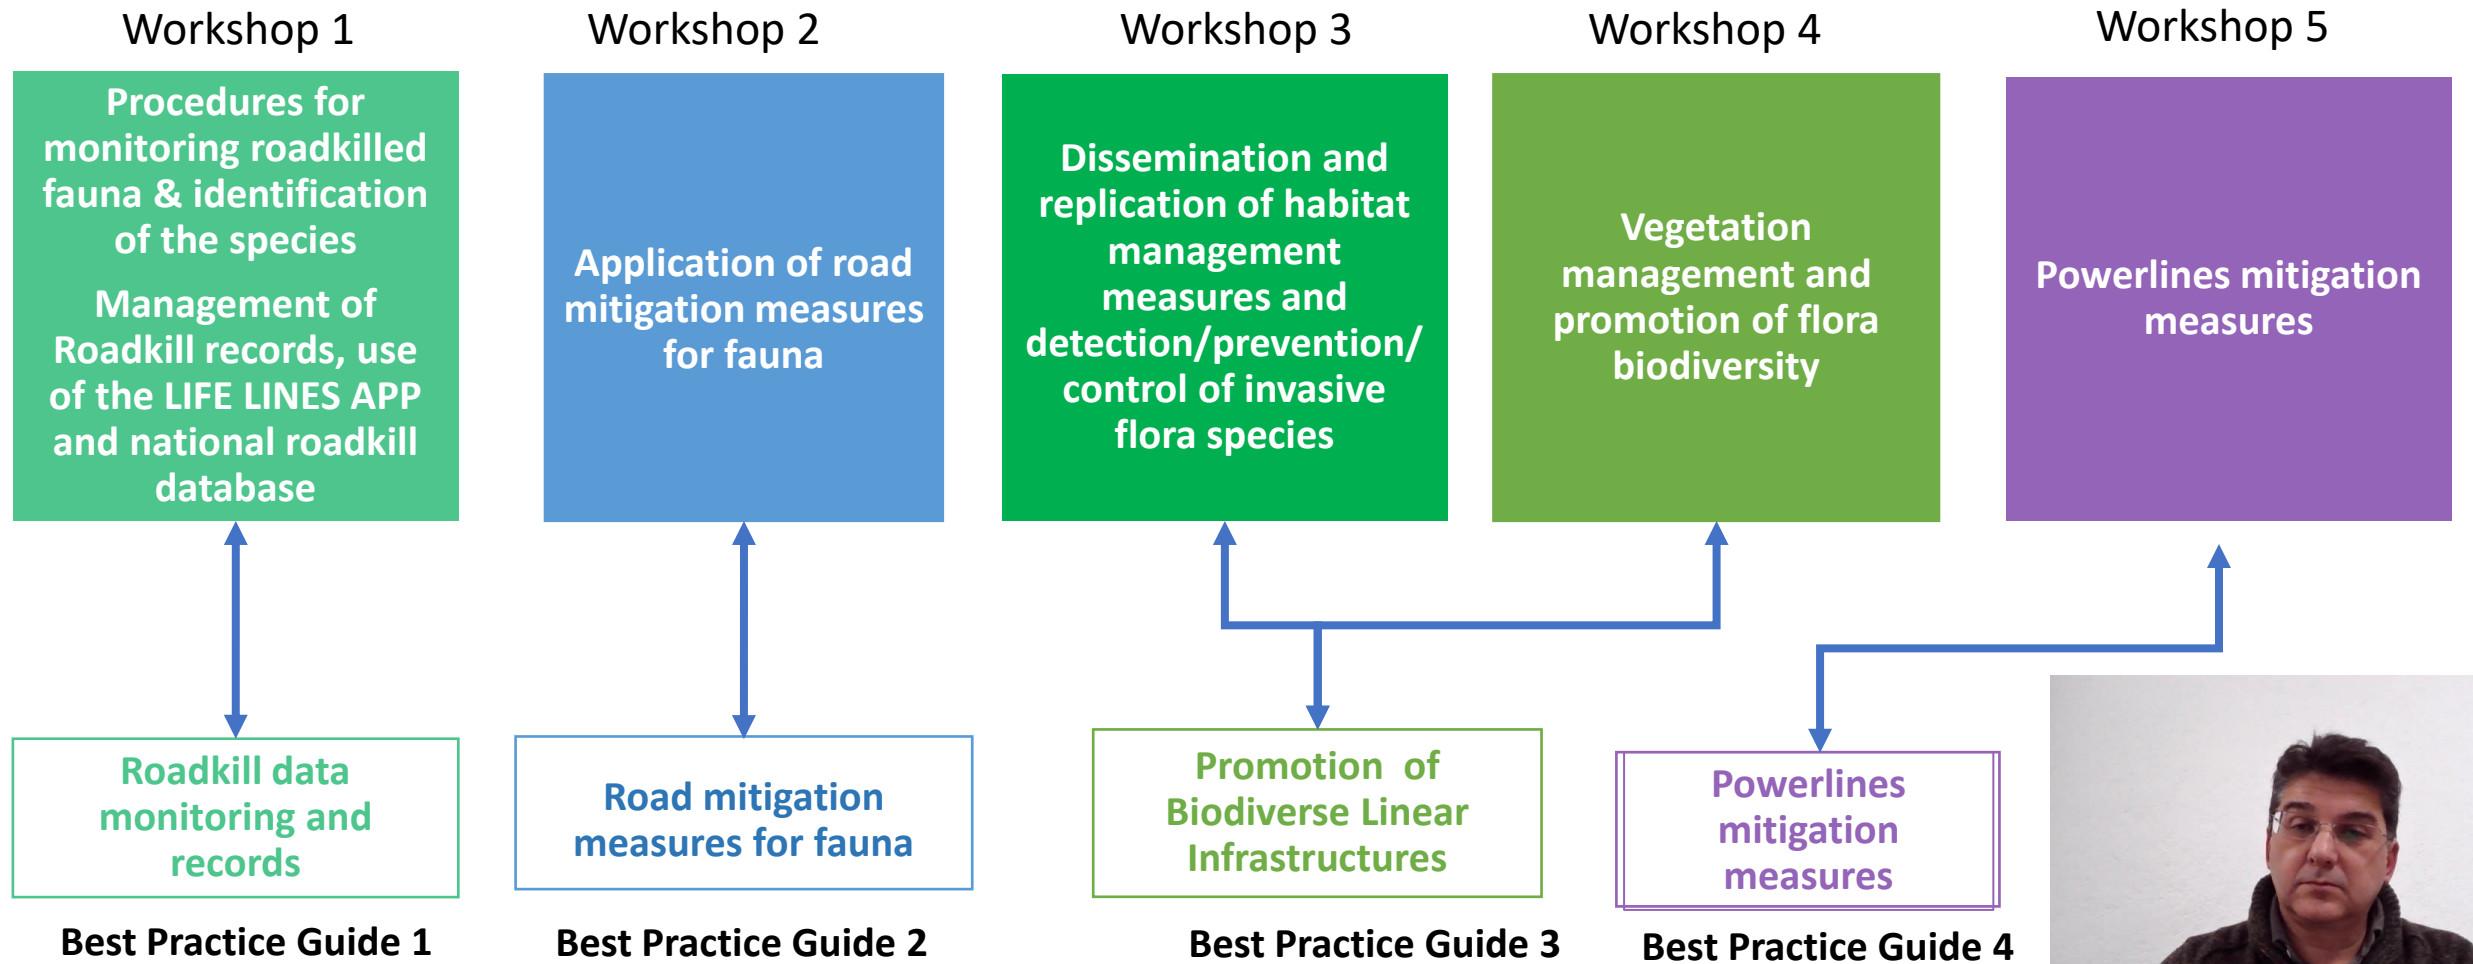 Workshop 1
Workshop 2
Workshop 3
Workshop 4
Workshop 5
Procedures for
monitoring roadkilled
fauna & identification
of the species
Management of
Roadkill records, use
of the LIFE LINES APP
and national roadkill
database
Application of road
mitigation measures
for fauna
Dissemination and
replication of habitat
management
measures and
detection/prevention/
control of invasive
flora species
Vegetation
management and
promotion of flora
biodiversity
Powerlines mitigation
measures
Roadkill data
monitoring and
records
Road mitigation
measures for fauna
Promotion of
Biodiverse Linear
Infrastructures
Powerlines
mitigation
measures
Best Practice Guide 1
Best Practice Guide 2
Best Practice Guide 3
Best Practice Guide 4